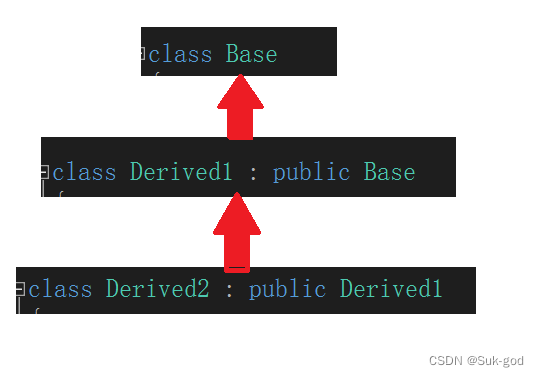 class Base
class Derived1 : public Base
class Derived2 : public Derived1
CSDN @Suk-god